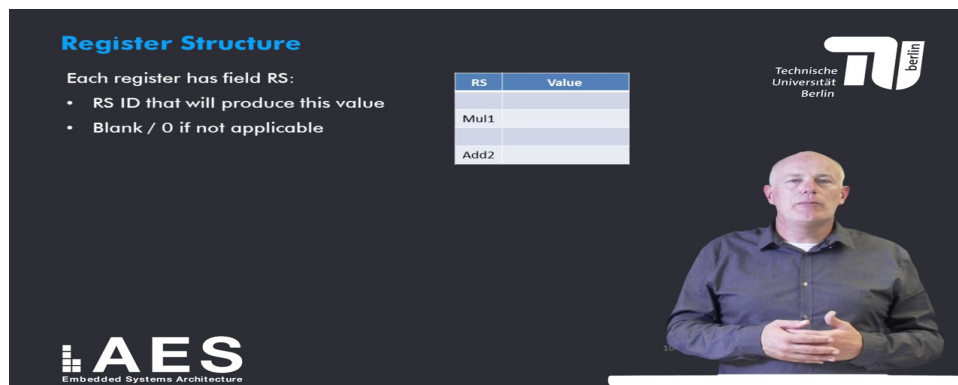 Register Structure
Each register has field RS:
• RS ID that will produce this value
• Blank / 0 if not applicable
RS Value
Mul1
Add2
Technische
Universität
Berlin
berlin
AES
Embedded Systems Architecture